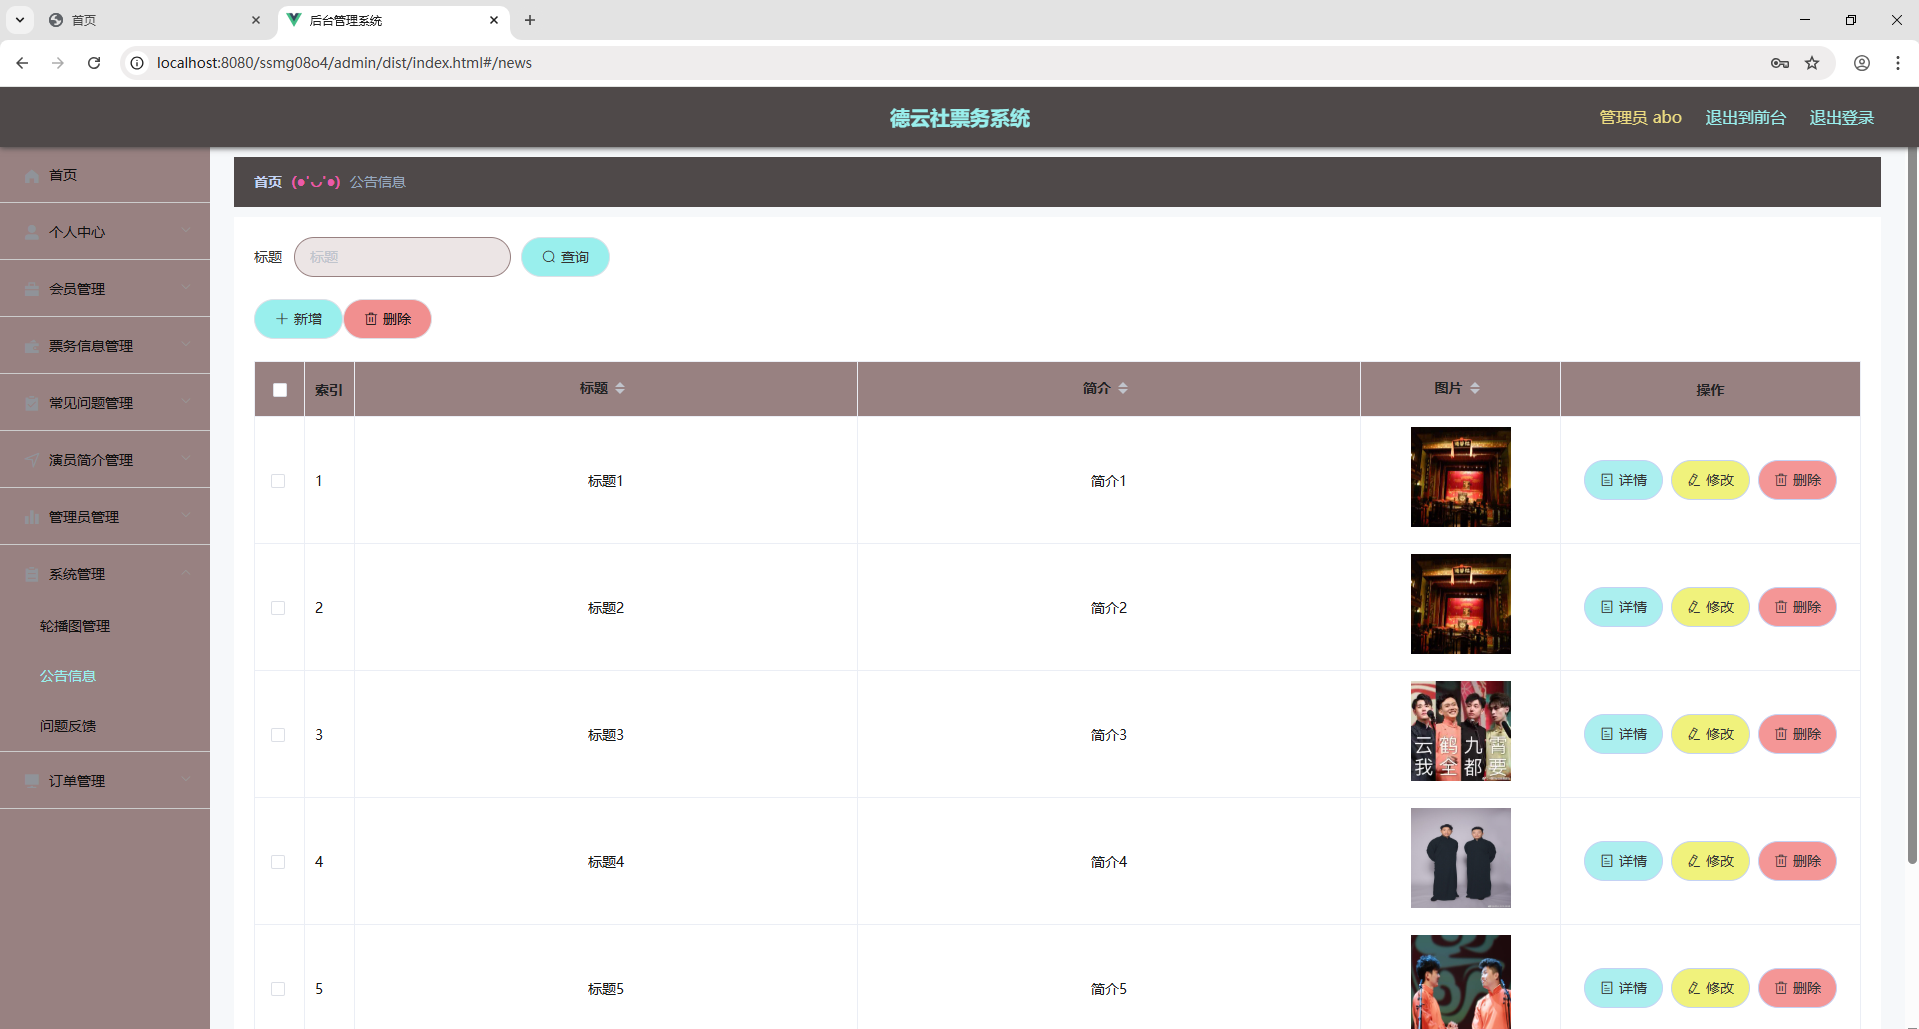 首页
后台管理系统
localhost:8080/ssmg08o4/admin/dist/index.html#/news
德云社票务系统
管理员 abo
退出到前台
退出登录
首页
个人中心
会员管理
票务信息管理
常见问题管理
演员简介管理
管理员管理
系统管理
轮播图管理
公告信息
问题反馈
订单管理
首页 (●'◡'●) 公告信息
标题 标题 查询
新增 删除
索引 标题 简介 图片 操作
1 标题1 简介1 详情 修改 删除
2 标题2 简介2 详情 修改 删除
3 标题3 简介3 详情 修改 删除
云鹤九霄
我全都要
4 标题4 简介4 详情 修改 删除
5 标题5 简介5 详情 修改 删除